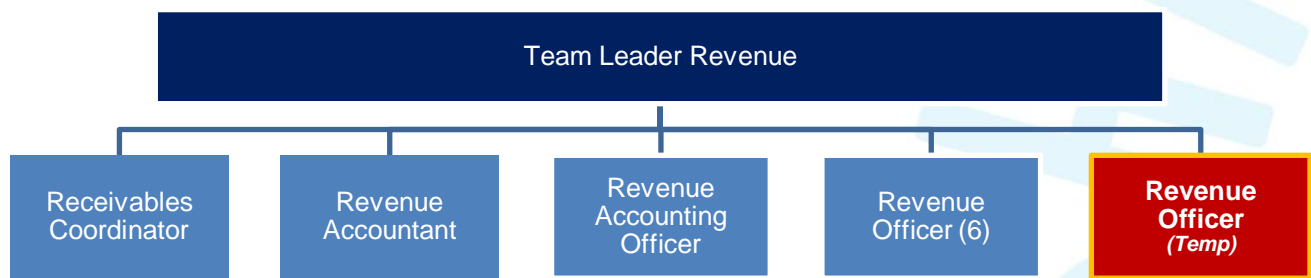 Team Leader Revenue
Receivables
Coordinator
Revenue
Accountant
Revenue
Accounting
Officer
Revenue
Officer (6)
Revenue
Officer
(Temp)